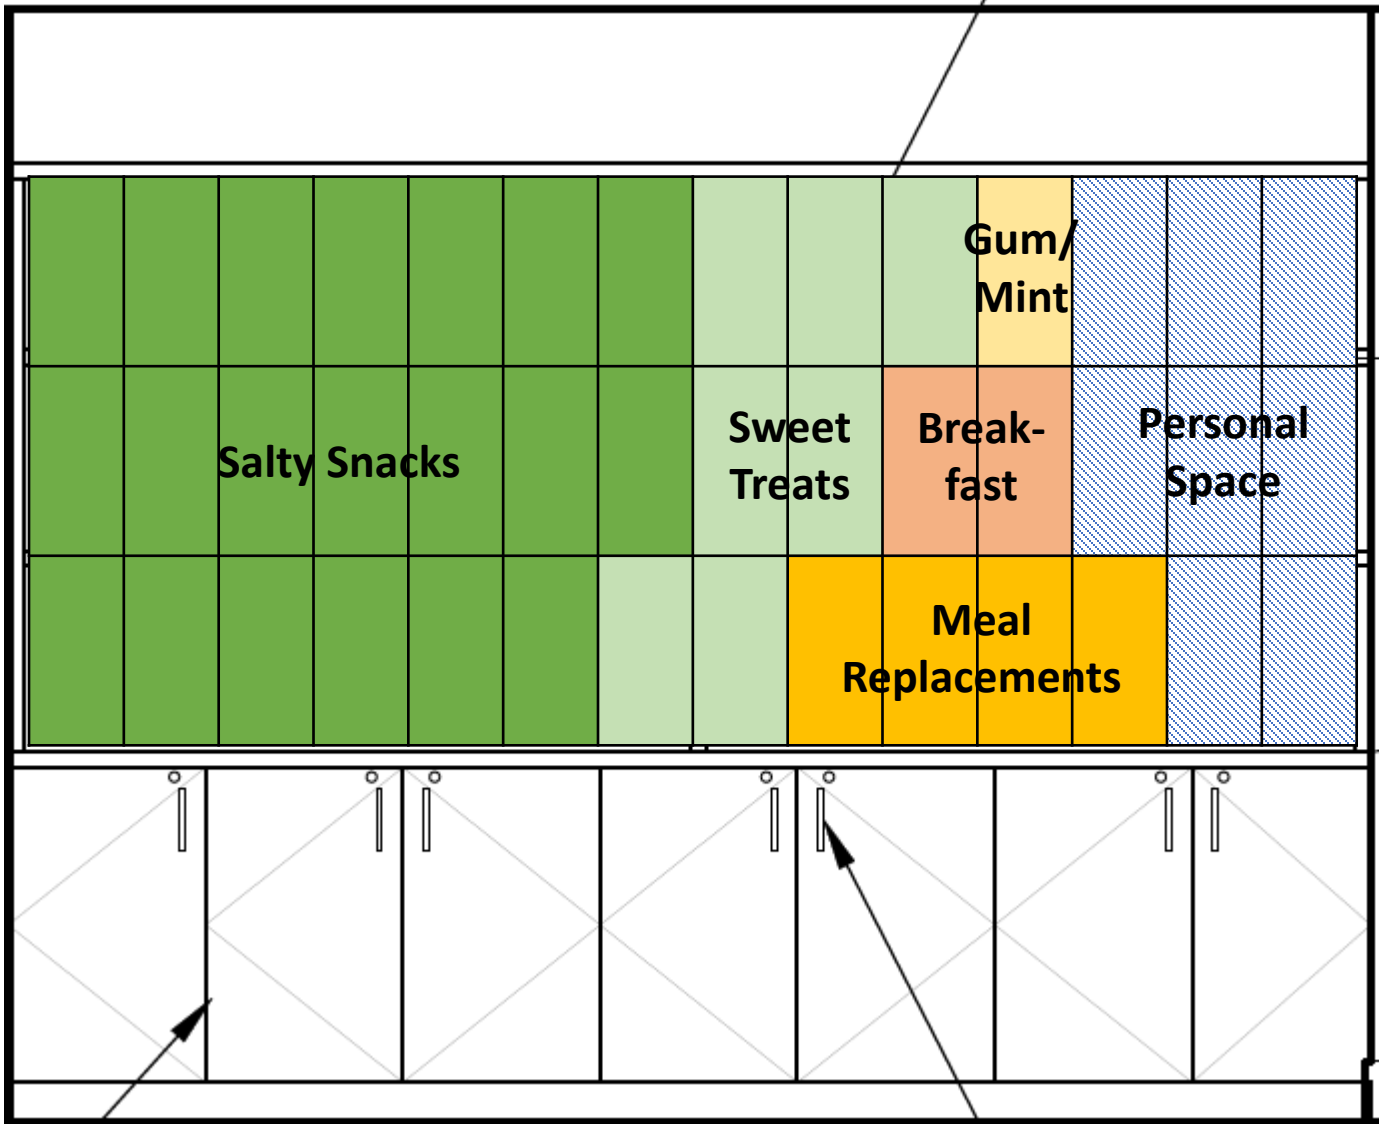 Gum/
Mint
Salty Snacks
Sweet
Treats
Break-
fast
Personal
Space
Meal
Replacements